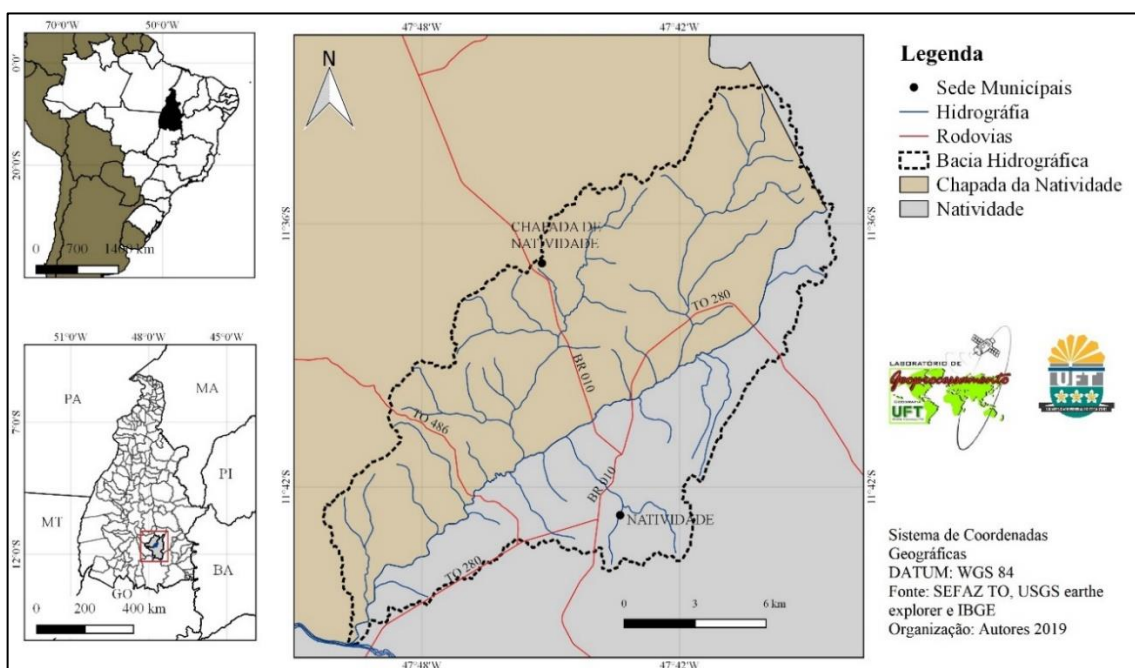 70°0'W 50°0'W
0°0'
20°0'S
0 700 1400 km
51°0'W 48°0'W 45°0'W
7°0'S
12°0'S
PA
MA
PI
MT
BA
GO
0 200 400 km
47°48'W 47°42'W
11°36'S
11°42'S
N
CHAPADA DE
NATIVIDADE
TO 280
BR 010
TO 486
BR 010
NATIVIDADE
TO 280
0 3 6 km
11°36'S
11°42'S
47°48'W 47°42'W
Legenda
Sede Municípais
Hidrográfia
Rodovias
Bacia Hidrográfica
Chapada da Natividade
Natividade
LABORATÓRIO DE
Geoprocessamento
UFT
UFT
Sistema de Coordenadas
Geográficas
DATUM: WGS 84
Fonte: SEFAZ TO, USGS earthe
explorer e IBGE
Organização: Autores 2019